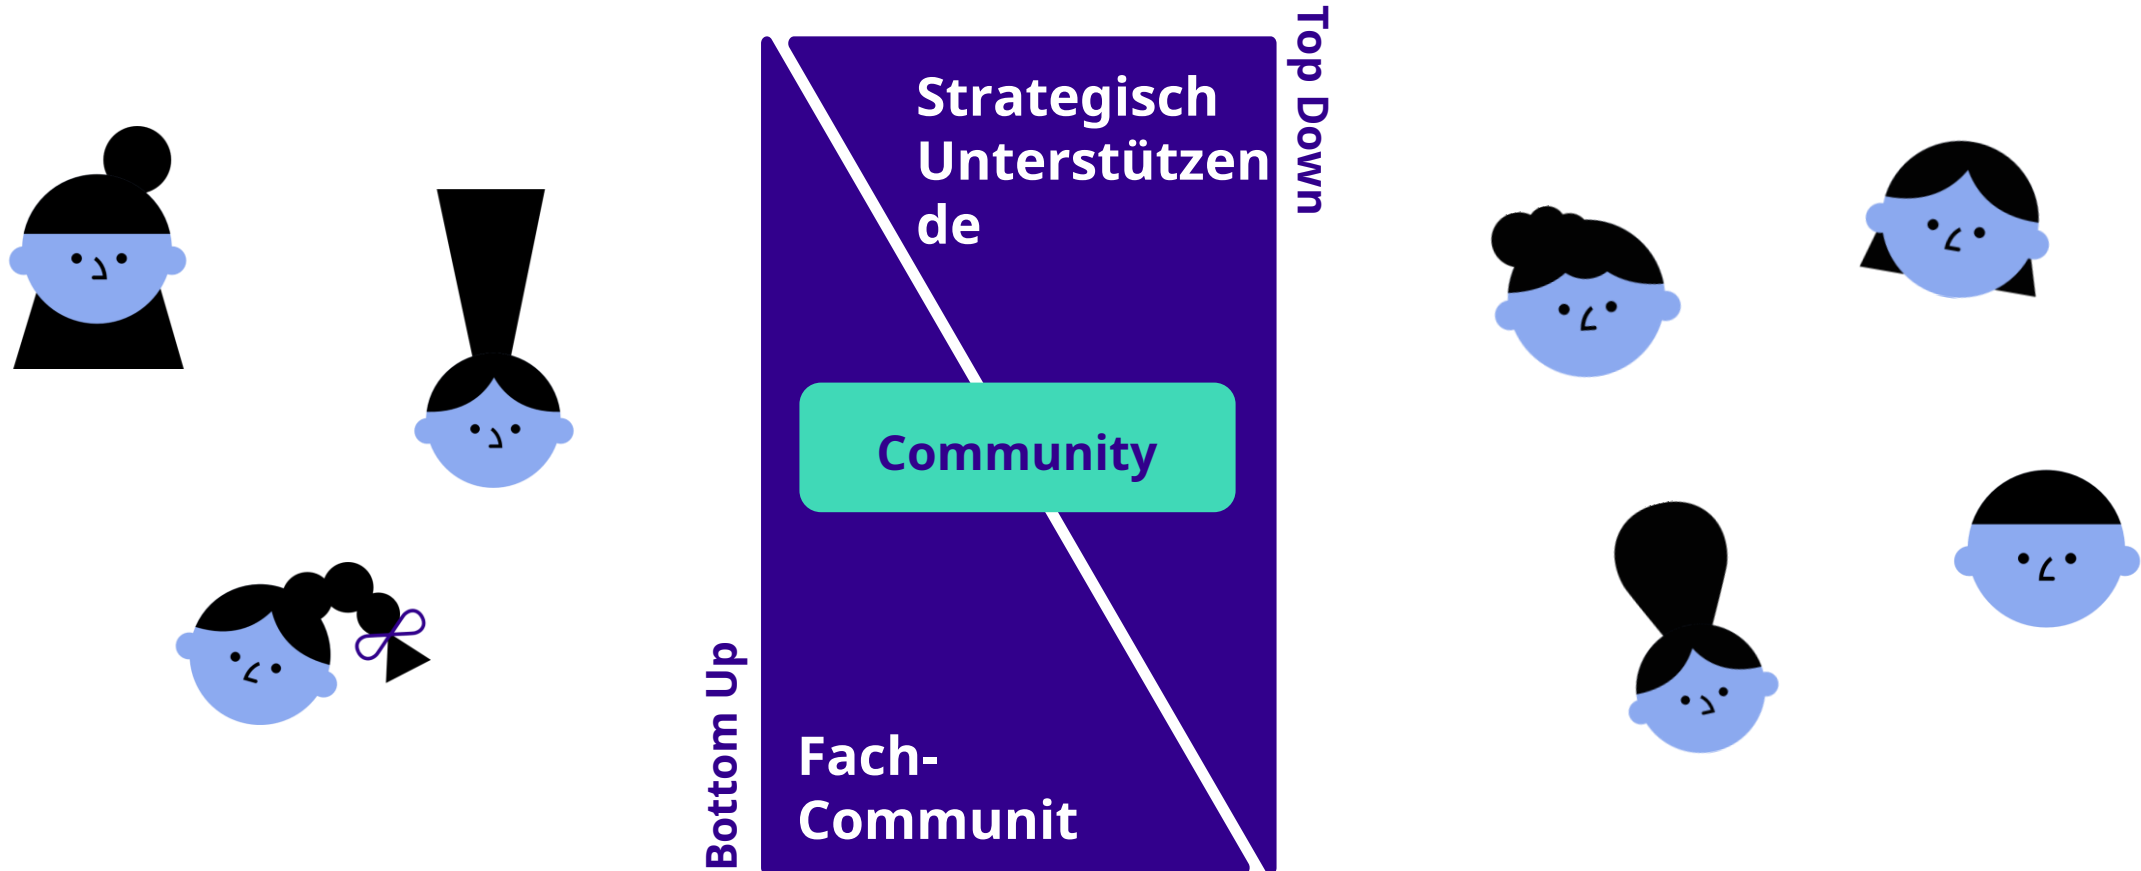 Top Down
Strategisch
Unterstützen
de
Community
Bottom Up
Fach-
Communit